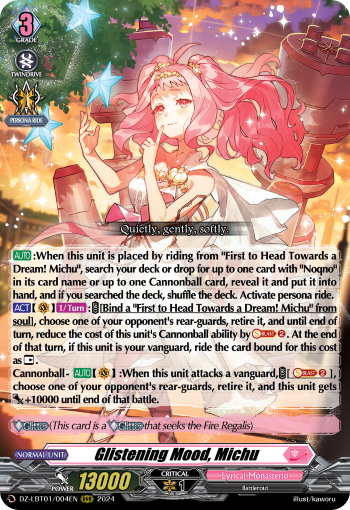 3
GRADE
TWINDRIVE
PERSONA RIDE
Quietly, gently, softly.
AUTO:When this unit is placed by riding from "First to Head Towards a
Dream! Michu", search your deck or drop for up to one card with "Noqno"
in its card name or up to one Cannonball card, reveal it and put it into
hand, and if you searched the deck, shuffle the deck. Activate persona ride.
ACT 1/Turn :[Bind a "First to Head Towards a Dream! Michu" from
soul], choose one of your opponent's rear-guards, retire it, and until end of
turn, reduce the cost of this unit's Cannonball ability by BLAST 2. At the end
of that turn, if this unit is your vanguard, ride the card bound for this cost
as.
Cannonball-AUTO:When this unit attacks a vanguard,[BLAST 2],
choose one of your opponent's rear-guards, retire it, and this unit gets
+10000 until end of that battle.
Glitter(This card is a Glitter that seeks the Fire Regalis)
NORMAL UNIT
Glistening Mood, Michu
POWER 13000
CRITICAL
1
Lyrical Monasterio
Battleroid
D-DZ-LBT01/004EN RRR 2024
illust/kaworu